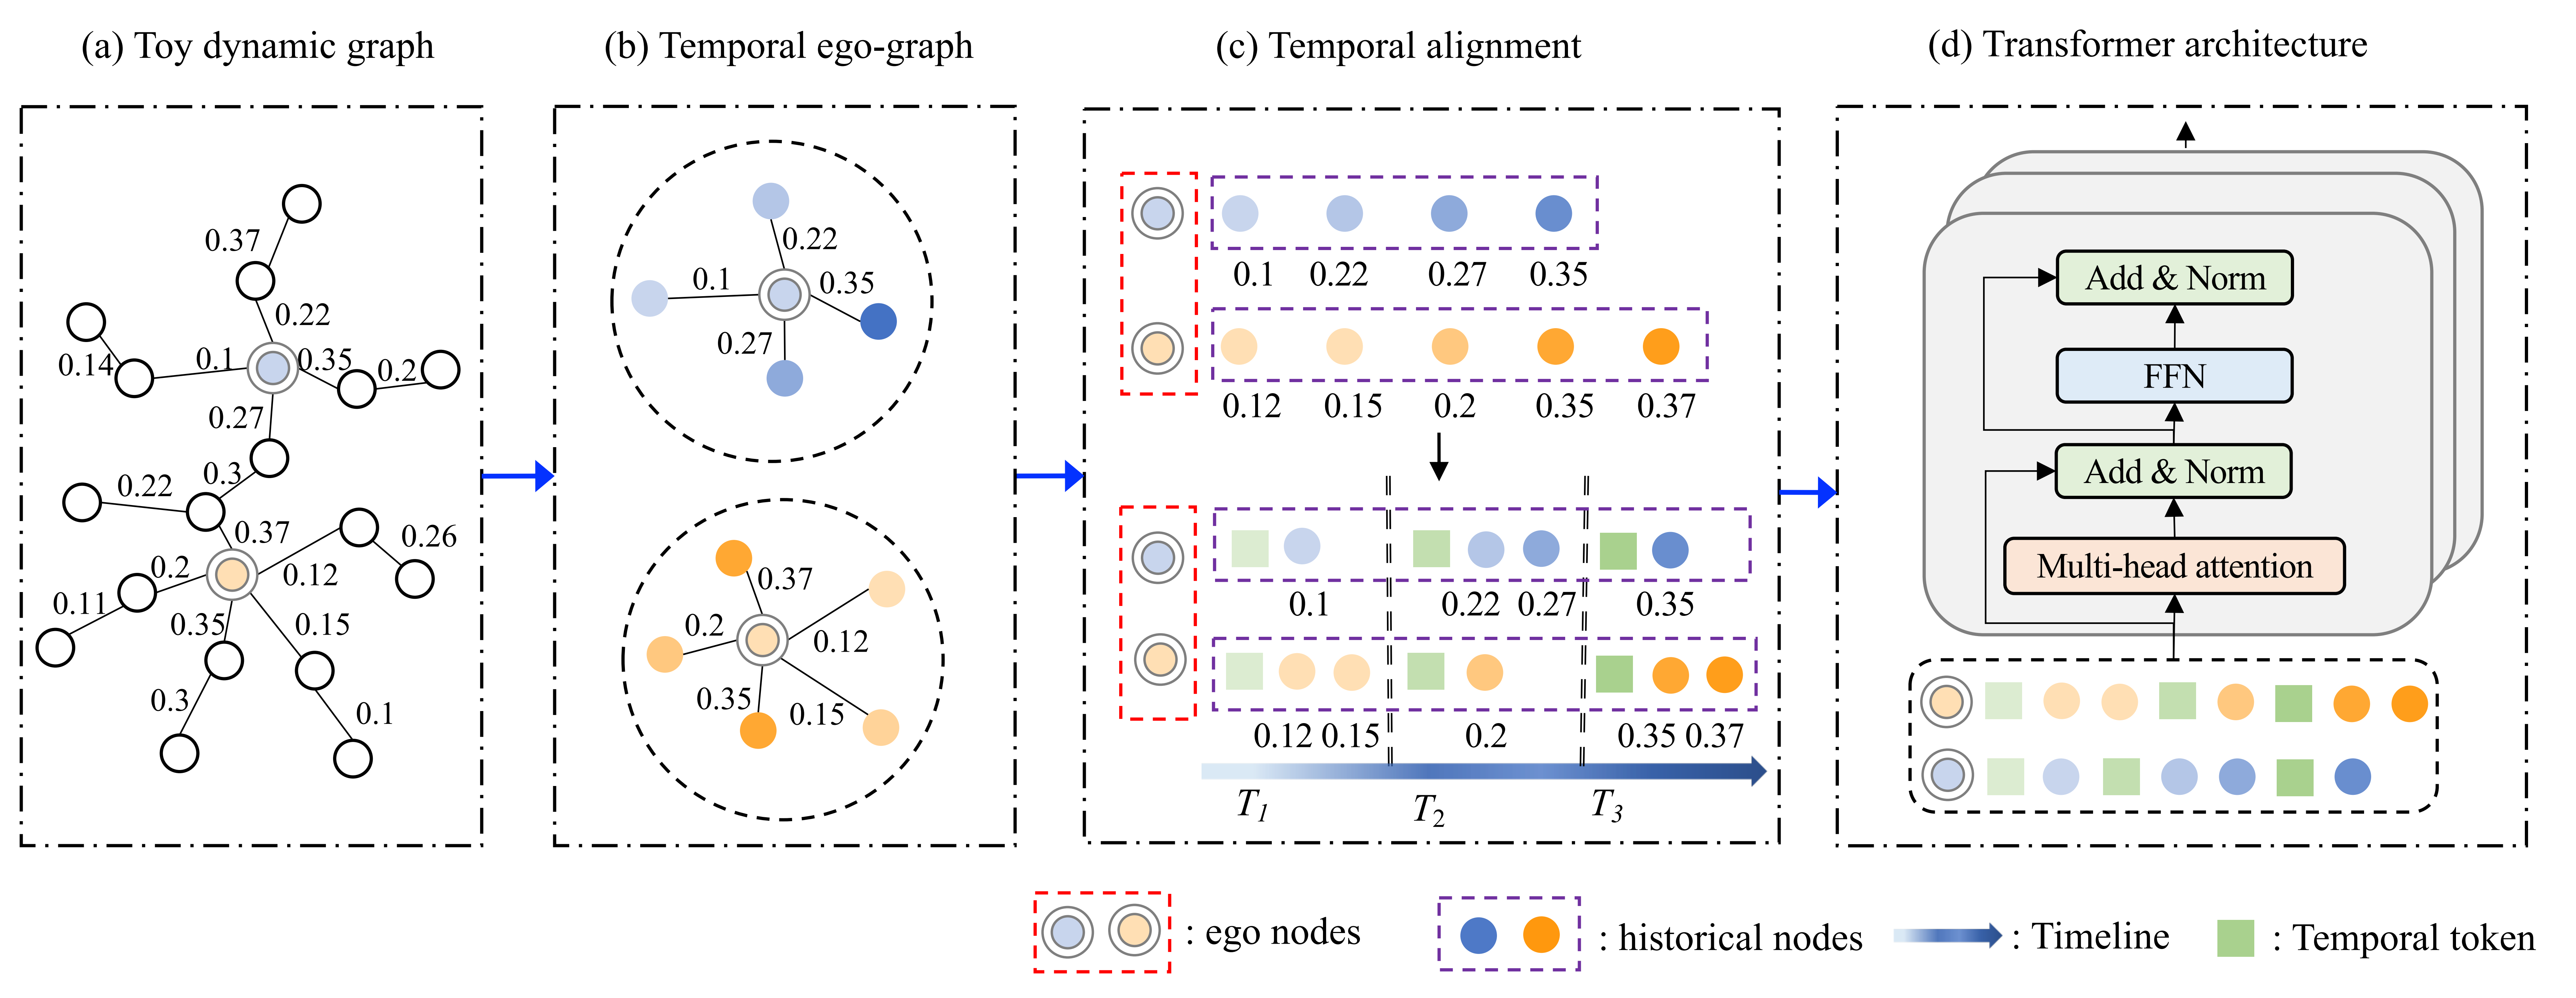 (a) Toy dynamic graph
(b) Temporal ego-graph
(c) Temporal alignment
(d) Transformer architecture
0.37
0.22
0.14
0.1
0.35
0.2
0.27
0.3
0.22
0.37
0.26
0.2
0.12
0.11
0.35
0.15
0.3
0.1
0.22
0.1
0.35
0.27
0.37
0.2
0.12
0.35
0.15
0.1 0.22 0.27 0.35
0.12 0.15 0.2 0.35 0.37
0.1 0.22 0.27 0.35
0.12 0.15 0.2 0.35 0.37
T1 T2 T3
Add & Norm
FFN
Add & Norm
Multi-head attention
: ego nodes
: historical nodes
: Timeline
: Temporal token